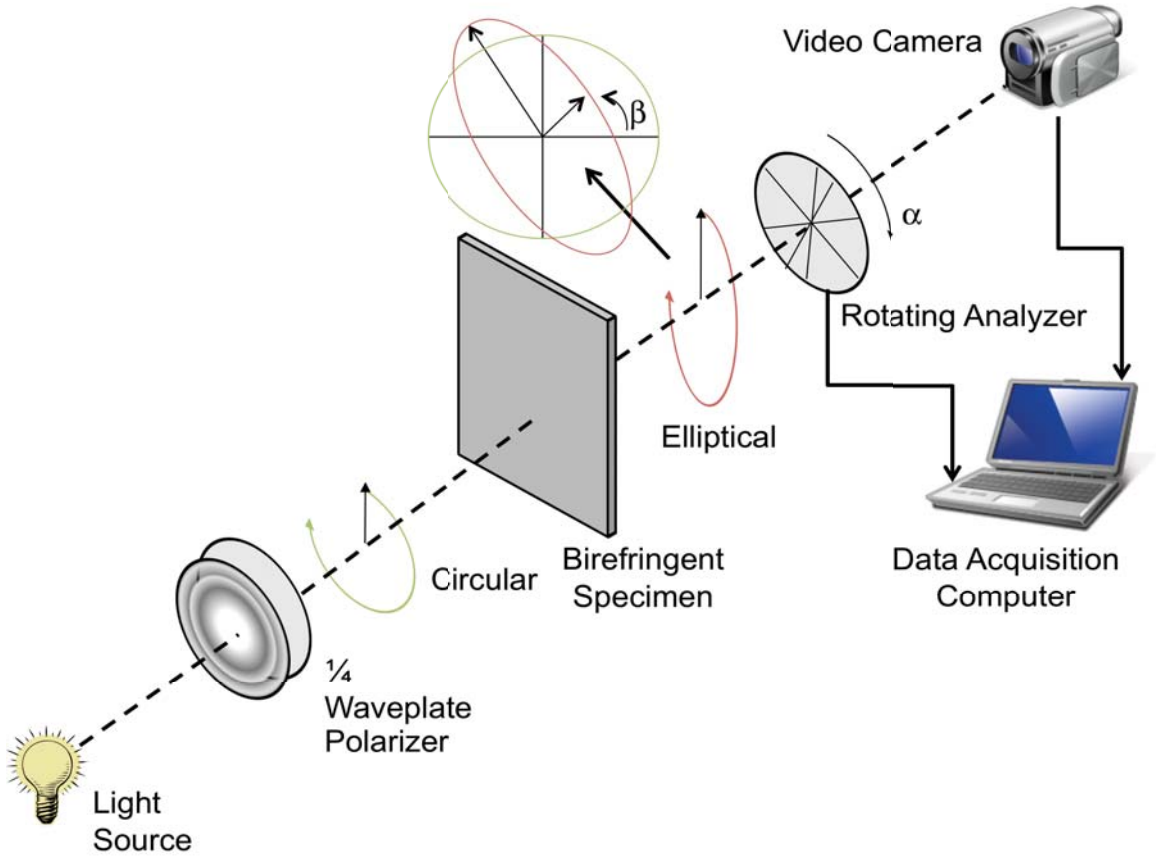 Video Camera
β
α
Rotating Analyzer
Elliptical
Circular
Birefringent
Specimen
Data Acquisition
Computer
¼
Waveplate
Polarizer
Light
Source